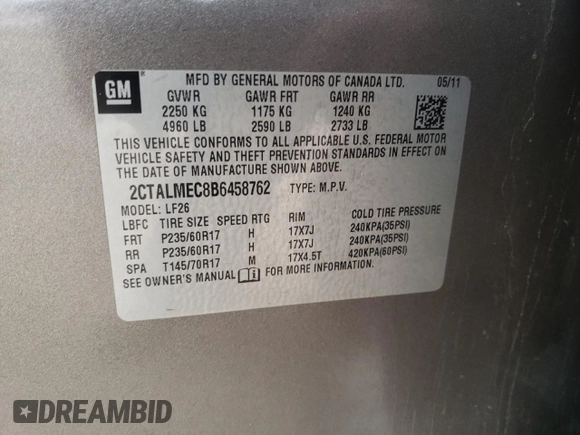 GM
MFD BY GENERAL MOTORS OF CANADA LTD. 05/11
GVWR GAWR FRT GAWR RR
2250 KG 1175 KG 1240 KG
4960 LB 2590 LB 2733 LB
THIS VEHICLE CONFORMS TO ALL APPLICABLE U.S. FEDERAL MOTOR
VEHICLE SAFETY AND THEFT PREVENTION STANDARDS IN EFFECT ON
THE DATE OF MANUFACTURE SHOWN ABOVE.
2CTALMEC8B6458762 TYPE: M.P.V.
MODEL: LF26
LBFC TIRE SIZE SPEED RTG RIM COLD TIRE PRESSURE
FRT P235/60R17 H 17X7J 240KPA(35PSI)
RR P235/60R17 H 17X7J 240KPA(35PSI)
SPA T145/70R17 M 17X4.5T 420KPA(60PSI)
SEE OWNER'S MANUAL FOR MORE INFORMATION.
DREAMBID